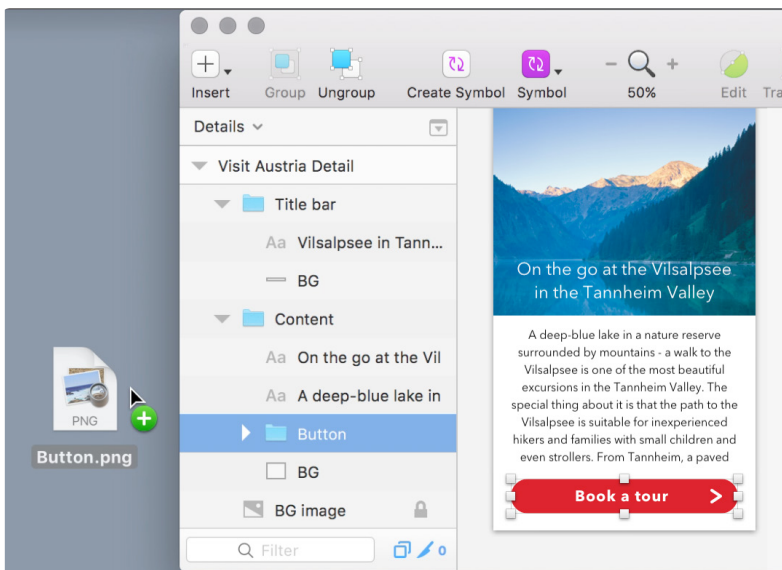 Insert
Group
Ungroup
Create Symbol
Symbol
50%
Edit
Tra
Details
Visit Austria Detail
Title bar
Aa Vilsalpsee in Tann...
BG
Content
Aa On the go at the Vil
Aa A deep-blue lake in
Button
BG
BG image
Filter
0
PNG
Button.png
On the go at the Vilsalpsee
in the Tannheim Valley
A deep-blue lake in a nature reserve
surrounded by mountains - a walk to the
Vilsalpsee is one of the most beautiful
excursions in the Tannheim Valley. The
special thing about it is that the path to the
Vilsalpsee is suitable for inexperienced
hikers and families with small children and
even strollers. From Tannheim, a paved
Book a tour